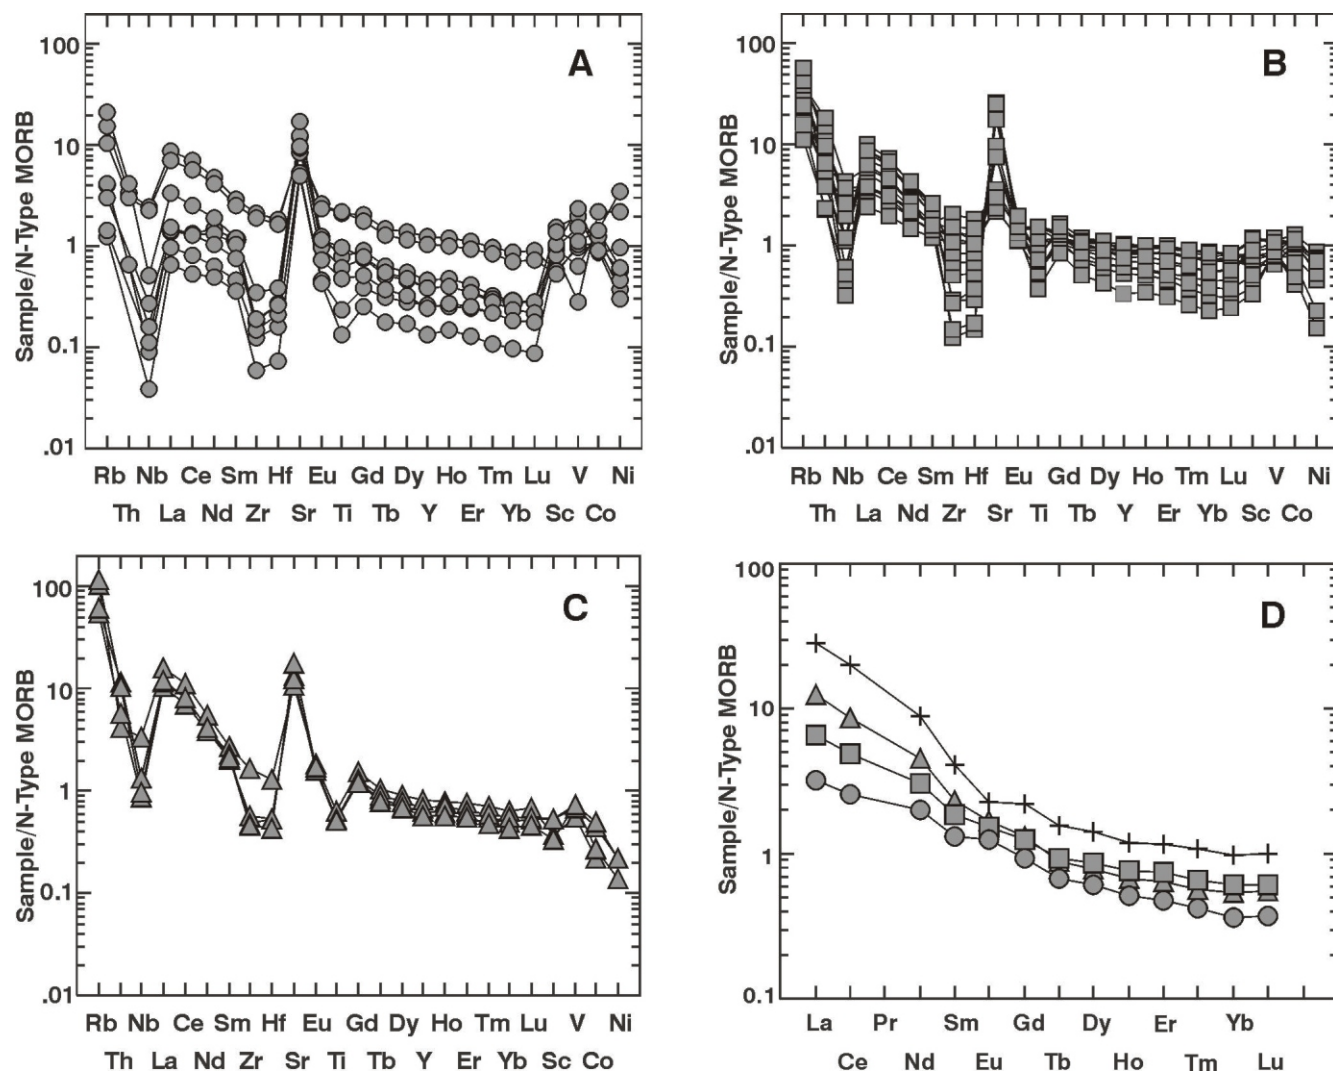 A
100
10
1
0.1
.01
Sample/N-Type MORB
Rb Nb Ce Sm Hf Eu Gd Dy Ho Tm Lu V Ni
Th La Nd Zr Sr Ti Tb Y Er Yb Sc Co
B
100
10
1
0.1
.01
Sample/N-Type MORB
Rb Nb Ce Sm Hf Eu Gd Dy Ho Tm Lu V Ni
Th La Nd Zr Sr Ti Tb Y Er Yb Sc Co
C
100
10
1
0.1
.01
Sample/N-Type MORB
Rb Nb Ce Sm Hf Eu Gd Dy Ho Tm Lu V Ni
Th La Nd Zr Sr Ti Tb Y Er Yb Sc Co
D
100
10
1
0.1
Sample/N-Type MORB
La Pr Sm Gd Dy Er Yb
Ce Nd Eu Tb Ho Tm Lu